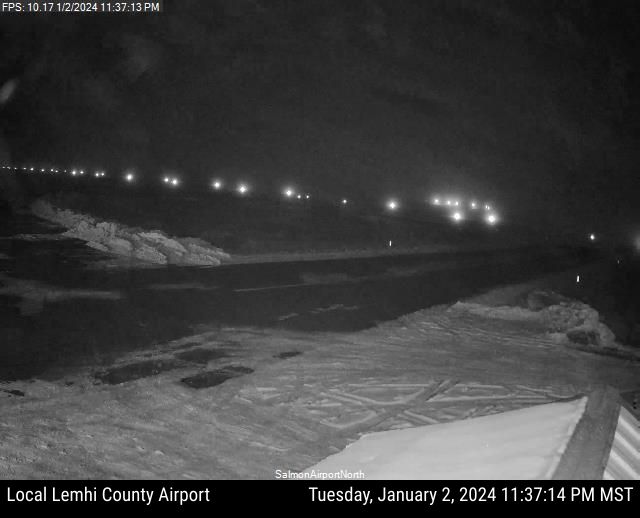 FPS: 10.17 1/2/2024 11:37:13 PM
SalmonAirportNorth
Local Lemhi County Airport Tuesday, January 2, 2024 11:37:14 PM MST